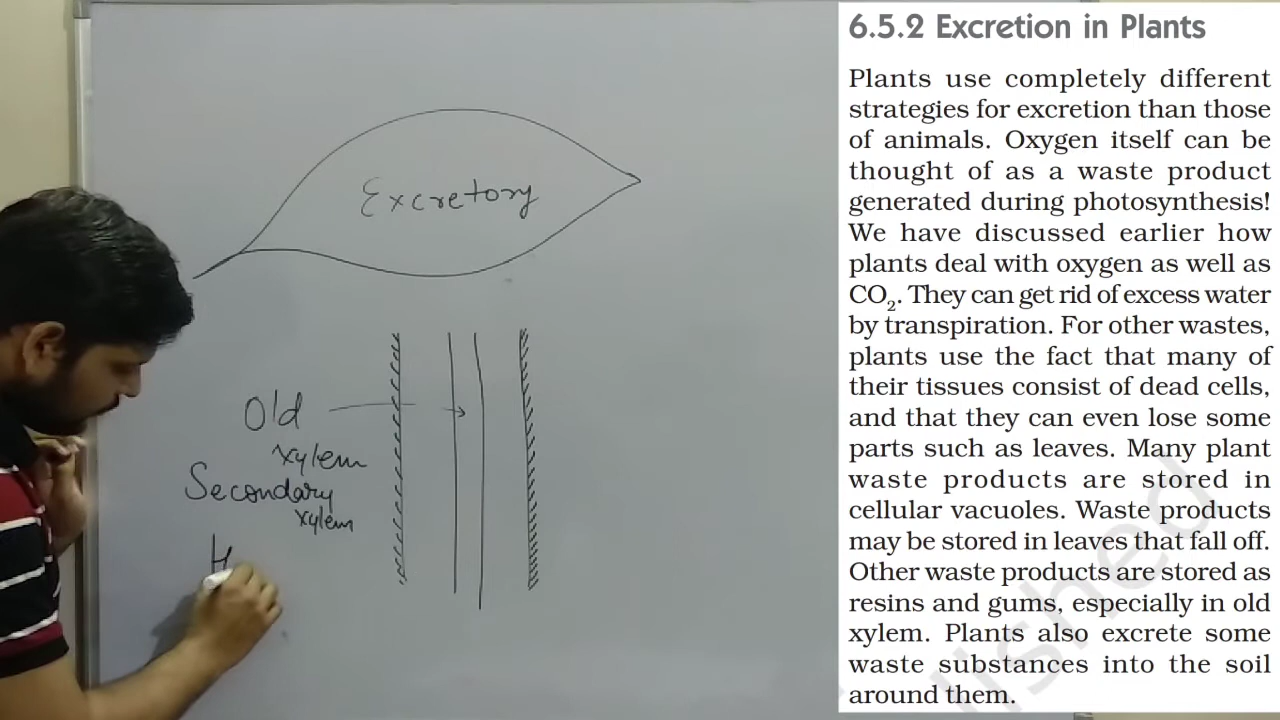 Excretory
Old
xylem
Secondary
xylem
H
6.5.2 Excretion in Plants
Plants use completely different
strategies for excretion than those
of animals. Oxygen itself can be
thought of as a waste product
generated during photosynthesis!
We have discussed earlier how
plants deal with oxygen as well as
CO₂. They can get rid of excess water
by transpiration. For other wastes,
plants use the fact that many of
their tissues consist of dead cells,
and that they can even lose some
parts such as leaves. Many plant
waste products are stored in
cellular vacuoles. Waste products
may be stored in leaves that fall off.
Other waste products are stored as
resins and gums, especially in old
xylem. Plants also excrete some
waste substances into the soil
around them.